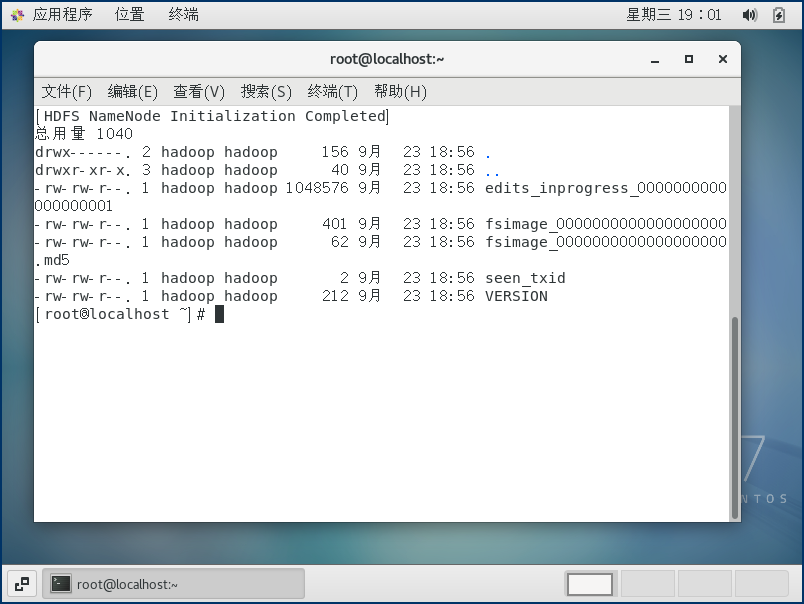 应用程序 位置 终端 星期三 19：01
root@localhost:~
文件(F) 编辑(E) 查看(V) 搜索(S) 终端(T) 帮助(H)
[HDFS NameNode Initialization Completed]
总用量 1040
drwx------. 2 hadoop hadoop 156 9月 23 18:56 .
drwxr-xr-x. 3 hadoop hadoop 40 9月 23 18:56 ..
-rw-rw-r--. 1 hadoop hadoop 1048576 9月 23 18:56 edits_inprogress_0000000000
000000001
-rw-rw-r--. 1 hadoop hadoop 401 9月 23 18:56 fsimage_0000000000000000000
-rw-rw-r--. 1 hadoop hadoop 62 9月 23 18:56 fsimage_0000000000000000000
.md5
-rw-rw-r--. 1 hadoop hadoop 2 9月 23 18:56 seen_txid
-rw-rw-r--. 1 hadoop hadoop 212 9月 23 18:56 VERSION
[root@localhost ~]#
7
NTOS
root@localhost:~